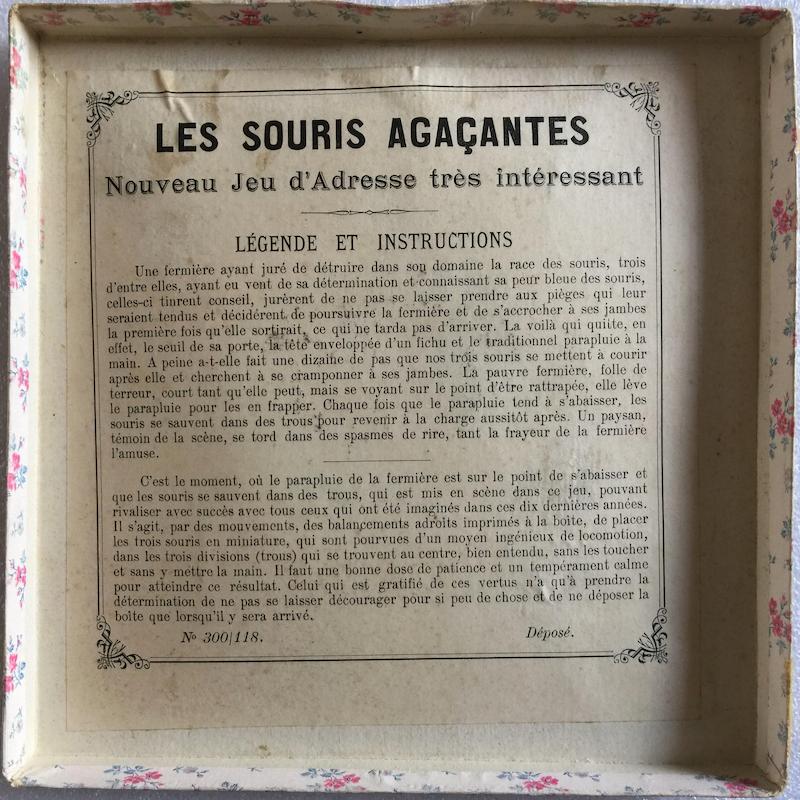 LES SOURIS AGAÇANTES
Nouveau Jeu d'Adresse très intéressant
LÉGENDE ET INSTRUCTIONS
Une fermière ayant juré de détruire dans son domaine la race des souris, trois
d'entre elles, ayant eu vent de sa détermination et connaissant sa peur bleue des souris,
celles-ci tinrent conseil, jurèrent de ne pas se laisser prendre aux pièges qui leur
seraient tendus et décidérent de poursuivre la fermière et de s'accrocher à ses jambes
la première fois qu'elle sortirait, ce qui ne tarda pas d'arriver. La voilà qui quitte, en
effet, le seuil de sa porte, la tête enveloppée d'un fichu et le traditionnel parapluie à la
main. A peine a-t-elle fait une dizaine de pas que nos trois souris se mettent à courir
après elle et cherchent à se cramponner à ses jambes. La pauvre fermière, folle de
terreur, court tant qu'elle peut, mais se voyant sur le point d'être rattrapée, elle lève
le parapluie pour les en frapper. Chaque fois que le parapluie tend à s'abaisser, les
souris se sauvent dans des trous pour revenir à la charge aussitôt après. Un paysan,
témoin de la scène, se tord dans des spasmes de rire, tant la frayeur de la fermière
l'amuse.
C'est le moment, où le parapluie de la fermière est sur le point de s'abaisser et
que les souris se sauvent dans des trous, qui est mis en scène dans ce jeu, pouvant
rivaliser avec succès avec tous ceux qui ont été imaginés dans ces dix dernières années.
Il s'agit, par des mouvements, des balançements adroits imprimés à la boîte, de placer
les trois souris en miniature, qui sont pourvues d'un moyen ingénieux de locomotion,
dans les trois divisions (trous) qui se trouvent au centre, bien entendu, sans les toucher
et sans y mettre la main. Il faut une bonne dose de patience et un tempérament calme
pour atteindre ce résultat. Celui qui est gratifié de ces vertus n'a qu'à prendre la
détermination de ne pas se laisser décourager pour si peu de chose et de ne déposer la
boîte que lorsqu'il y sera arrivé.
No 300|118. Déposé.